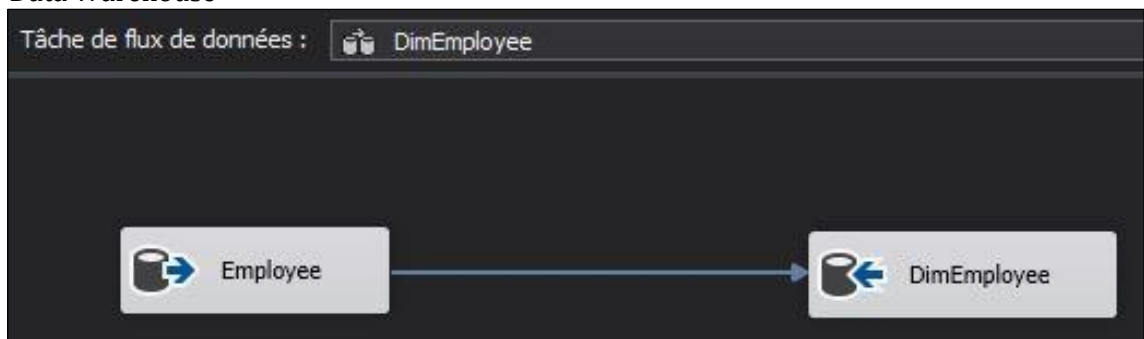 Data Warehouse
Tâche de flux de données : DimEmployee
Employee
DimEmployee